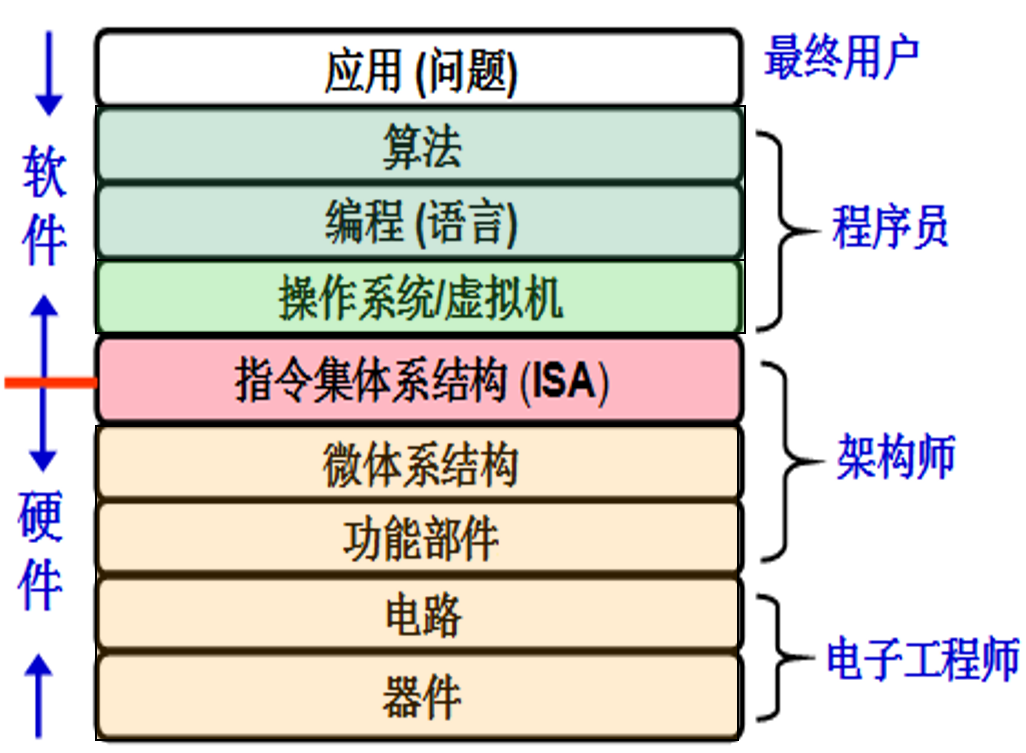 应用 (问题)
最终用户
算法
编程 (语言)
操作系统/虚拟机
程序员
软件
指令集体系结构 (ISA)
微体系结构
功能部件
架构师
硬件
电路
器件
电子工程师